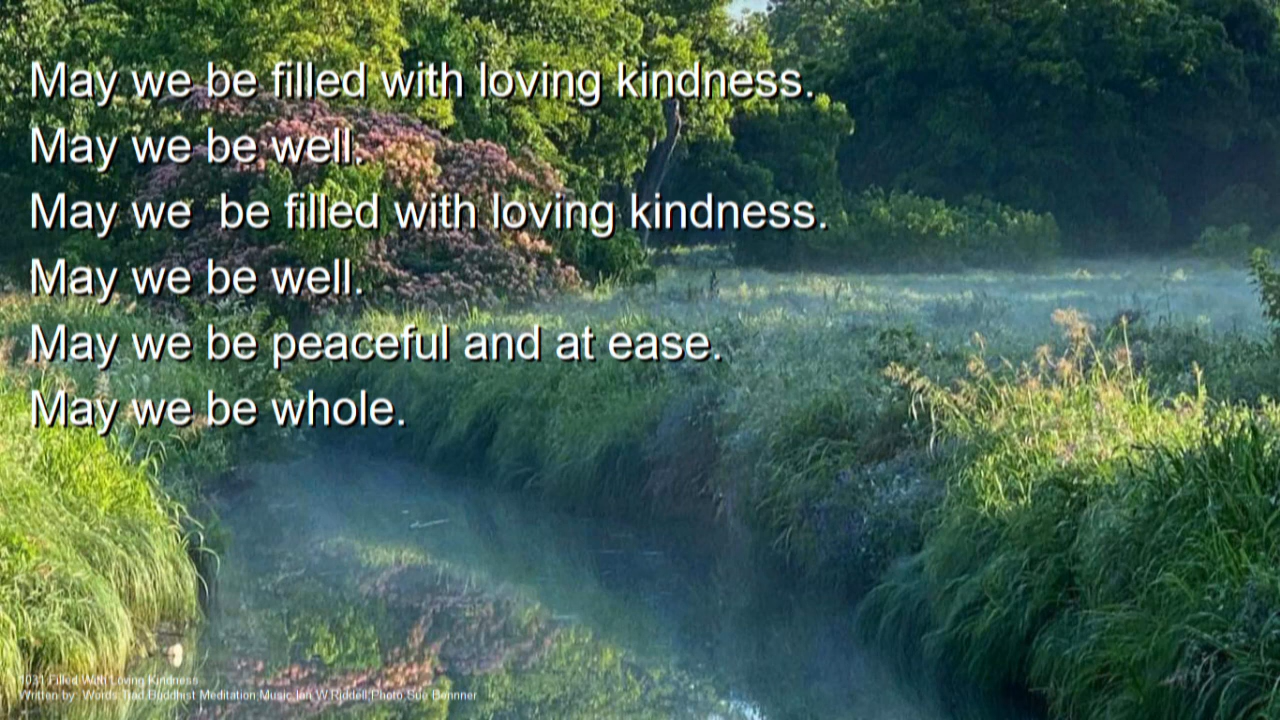 May we be filled with loving kindness.
May we be well.
May we  be filled with loving kindness.
May we be well.
May we be peaceful and at ease.
May we be whole.
1031 Filled With Loving Kindness
Written by: Words:Trad.Buddhist Meditation:Music,Ian W.Riddell;Photo,Sue Bennner